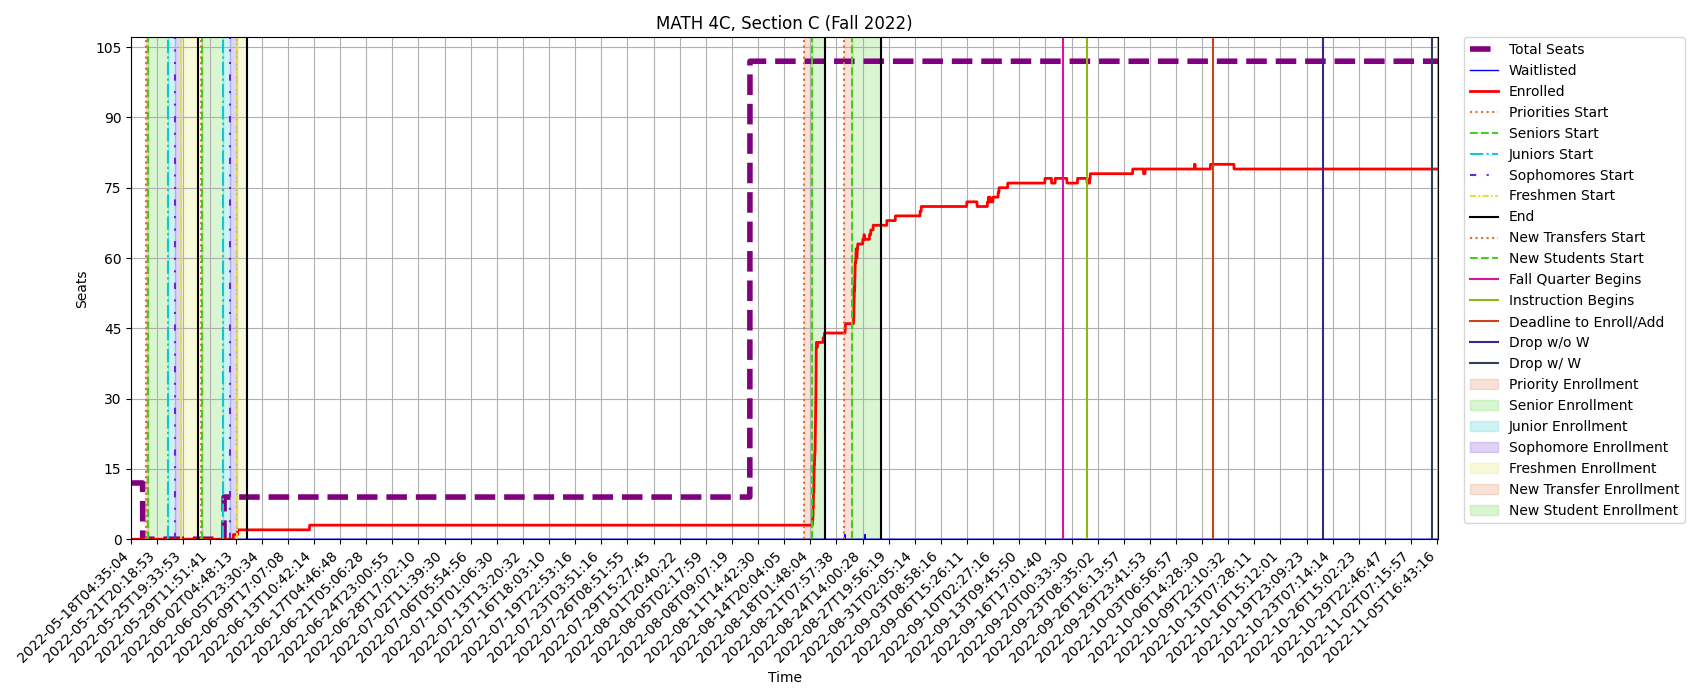 MATH 4C, Section C (Fall 2022)
105
90
75
60
45
30
15
0
Seats
2022-05-18T04:35:04
2022-05-21T20:18:53
2022-05-25T19:33:53
2022-05-29T11:51:41
2022-06-02T04:48:13
2022-06-05T23:30:34
2022-06-09T17:07:08
2022-06-13T10:42:14
2022-06-17T04:46:48
2022-06-21T05:06:28
2022-06-24T23:00:55
2022-06-28T17:02:10
2022-07-02T11:39:30
2022-07-06T05:54:56
2022-07-10T01:06:30
2022-07-13T13:20:32
2022-07-16T18:03:10
2022-07-19T22:53:16
2022-07-23T03:51:16
2022-07-26T08:51:55
2022-07-29T15:27:45
2022-08-01T20:40:22
2022-08-05T02:17:59
2022-08-08T09:07:19
2022-08-11T14:42:30
2022-08-14T20:04:05
2022-08-18T01:48:04
2022-08-21T07:57:38
2022-08-24T14:00:28
2022-08-27T19:56:19
2022-08-31T02:05:14
2022-09-03T08:58:16
2022-09-06T15:26:11
2022-09-10T02:27:16
2022-09-13T09:45:50
2022-09-16T17:01:40
2022-09-20T00:33:30
2022-09-23T08:35:02
2022-09-26T16:13:57
2022-09-29T23:41:53
2022-10-03T06:56:57
2022-10-06T14:28:30
2022-10-09T22:10:32
2022-10-13T07:28:11
2022-10-16T15:12:01
2022-10-19T23:09:23
2022-10-23T07:14:14
2022-10-26T15:02:23
2022-10-29T22:46:47
2022-11-02T07:15:57
2022-11-05T16:43:16
Time
Total Seats
Waitlisted
Enrolled
Priorities Start
Seniors Start
Juniors Start
Sophomores Start
Freshmen Start
End
New Transfers Start
New Students Start
Fall Quarter Begins
Instruction Begins
Deadline to Enroll/Add
Drop w/o W
Drop w/ W
Priority Enrollment
Senior Enrollment
Junior Enrollment
Sophomore Enrollment
Freshmen Enrollment
New Transfer Enrollment
New Student Enrollment